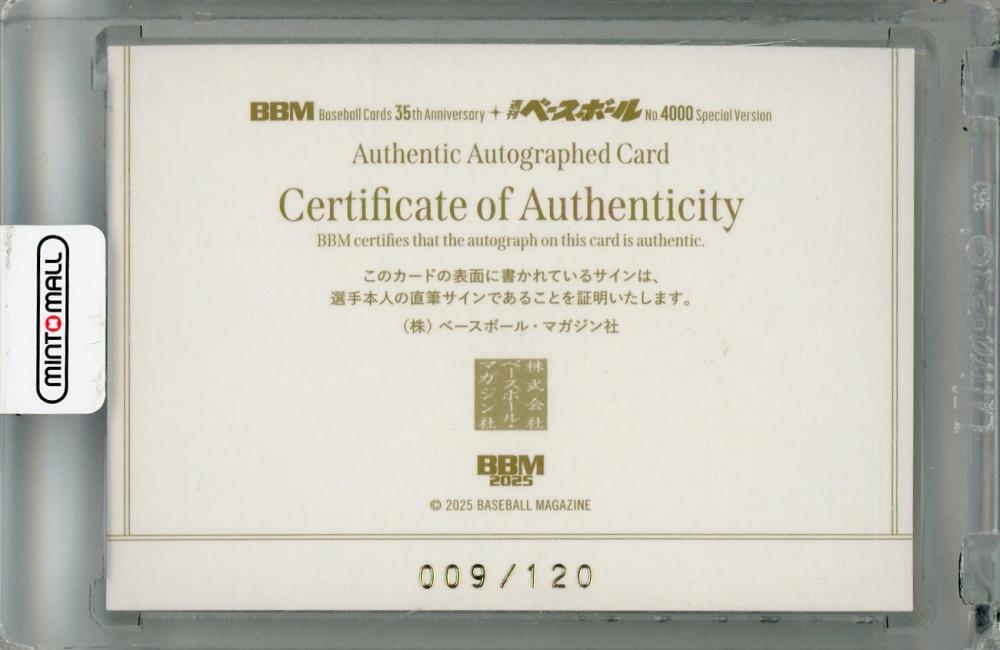 BBM Baseball Cards 35th Anniversary + 週刊ベースボール No.4000 Special Version
Authentic Autographed Card
Certificate of Authenticity
BBM certifies that the autograph on this card is authentic.
このカードの表面に書かれているサインは、
選手本人の直筆サインであることを証明いたします。
（株）ベースボール・マガジン社
株式会社
ベースボール・
マガジン社
BBM
2025
© 2025 BASEBALL MAGAZINE
009/120
MINTOMALL